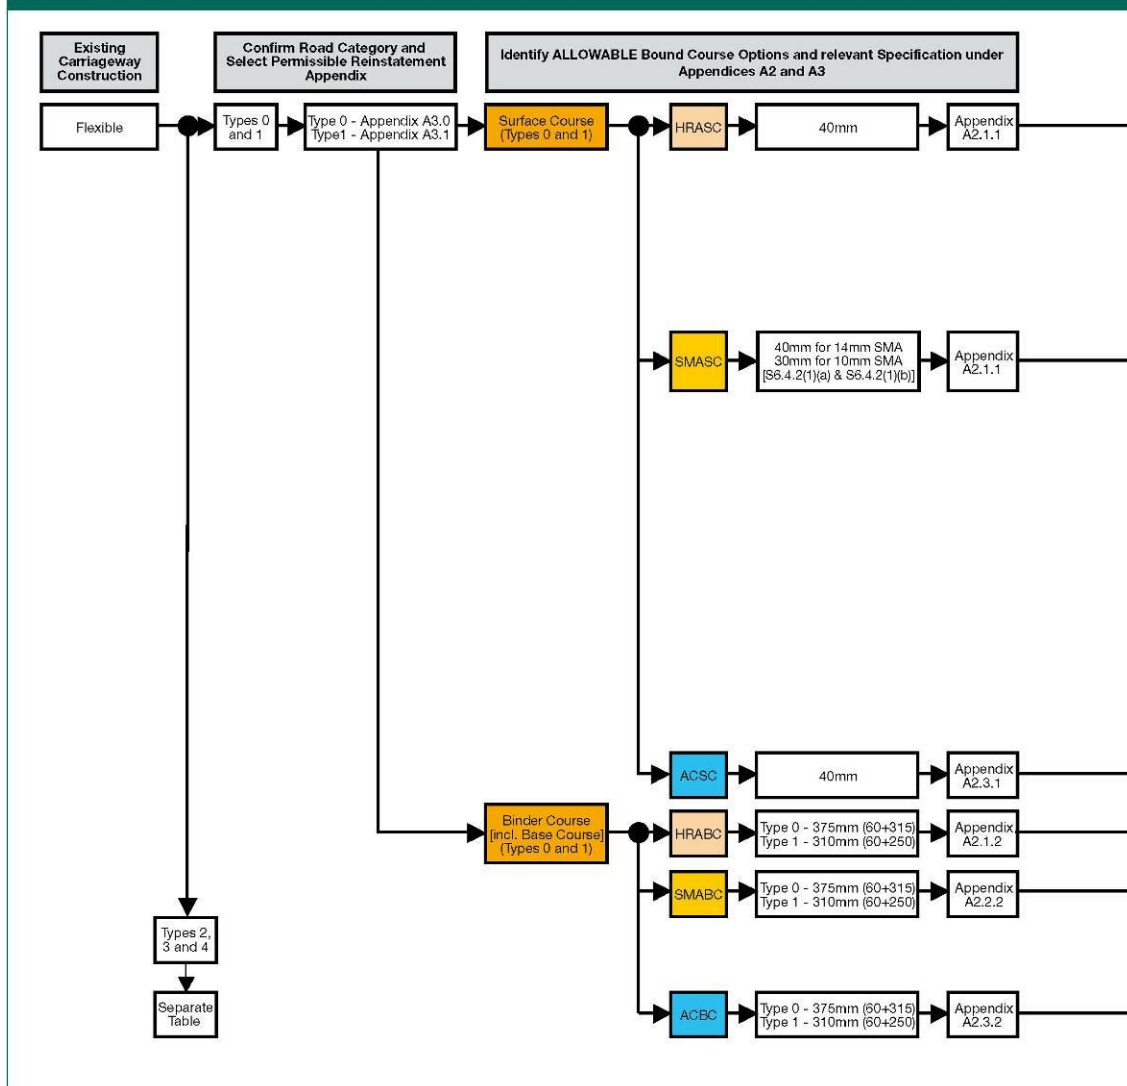 Existing
Carriageway
Construction
Confirm Road Category and
Select Permissible Reinstatement
Appendix
Identify ALLOWABLE Bound Course Options and relevant Specification under
Appendices A2 and A3
Flexible
Types 0
and 1
Type 0 - Appendix A3.0
Type1 - Appendix A3.1
Surface Course
(Types 0 and 1)
HRASC
40mm
Appendix
A2.1.1
SMASC
40mm for 14mm SMA
30mm for 10mm SMA
[S6.4.2(1)(a) & S6.4.2(1)(b)]
Appendix
A2.1.1
ACSC
40mm
Appendix
A2.3.1
Binder Course
[incl. Base Course]
(Types 0 and 1)
HRABC
Type 0 - 375mm (60+315)
Type 1 - 310mm (60+250)
Appendix
A2.1.2
SMABC
Type 0 - 375mm (60+315)
Type 1 - 310mm (60+250)
Appendix
A2.2.2
Types 2,
3 and 4
Separate
Table
ACBC
Type 0 - 375mm (60+315)
Type 1 - 310mm (60+250)
Appendix
A2.3.2